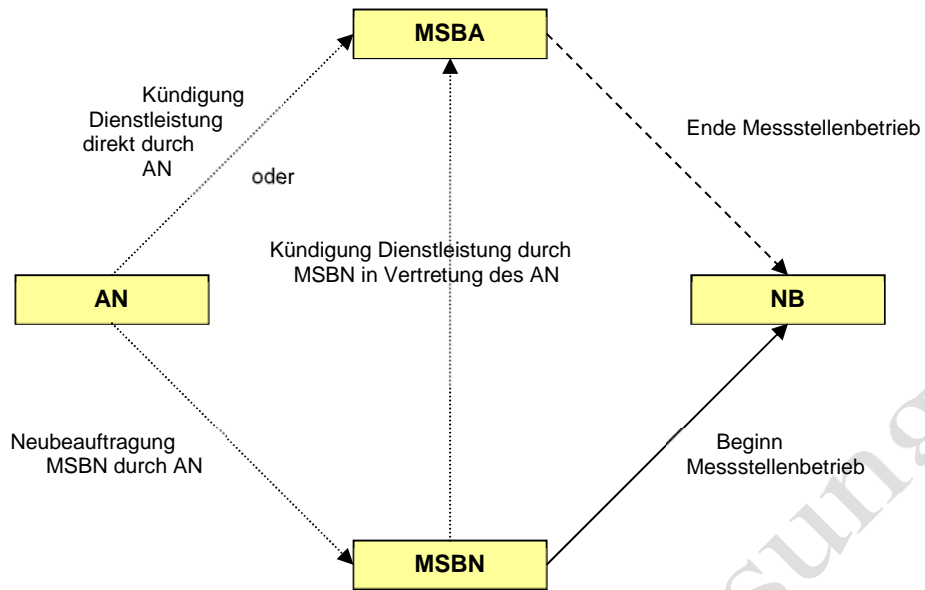 MSBA
Kündigung
Dienstleistung
direkt durch
AN
oder
Ende Messstellenbetrieb
Kündigung Dienstleistung durch
MSBN in Vertretung des AN
AN
NB
Neubeauftragung
MSBN durch AN
Beginn
Messstellenbetrieb
MSBN
sung